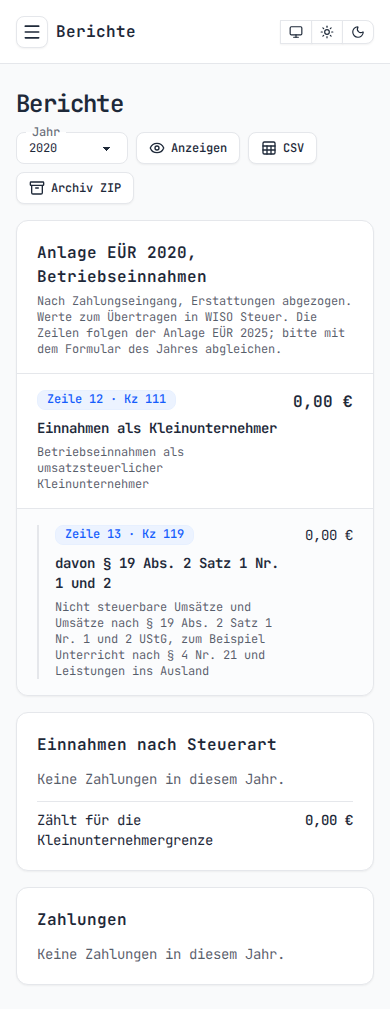 Berichte
Berichte
Jahr
2020
Anzeigen
CSV
Archiv ZIP
Anlage EÜR 2020,
Betriebseinnahmen
Nach Zahlungseingang, Erstattungen abgezogen.
Werte zum Übertragen in WISO Steuer. Die
Zeilen folgen der Anlage EÜR 2025; bitte mit
dem Formular des Jahres abgleichen.
Zeile 12 · Kz 111
0,00 €
Einnahmen als Kleinunternehmer
Betriebseinnahmen als
umsatzsteuerlicher
Kleinunternehmer
Zeile 13 · Kz 119
0,00 €
davon § 19 Abs. 2 Satz 1 Nr.
1 und 2
Nicht steuerbare Umsätze und
Umsätze nach § 19 Abs. 2 Satz 1
Nr. 1 und 2 UStG, zum Beispiel
Unterricht nach § 4 Nr. 21 und
Leistungen ins Ausland
Einnahmen nach Steuerart
Keine Zahlungen in diesem Jahr.
Zählt für die
Kleinunternehmergrenze
0,00 €
Zahlungen
Keine Zahlungen in diesem Jahr.